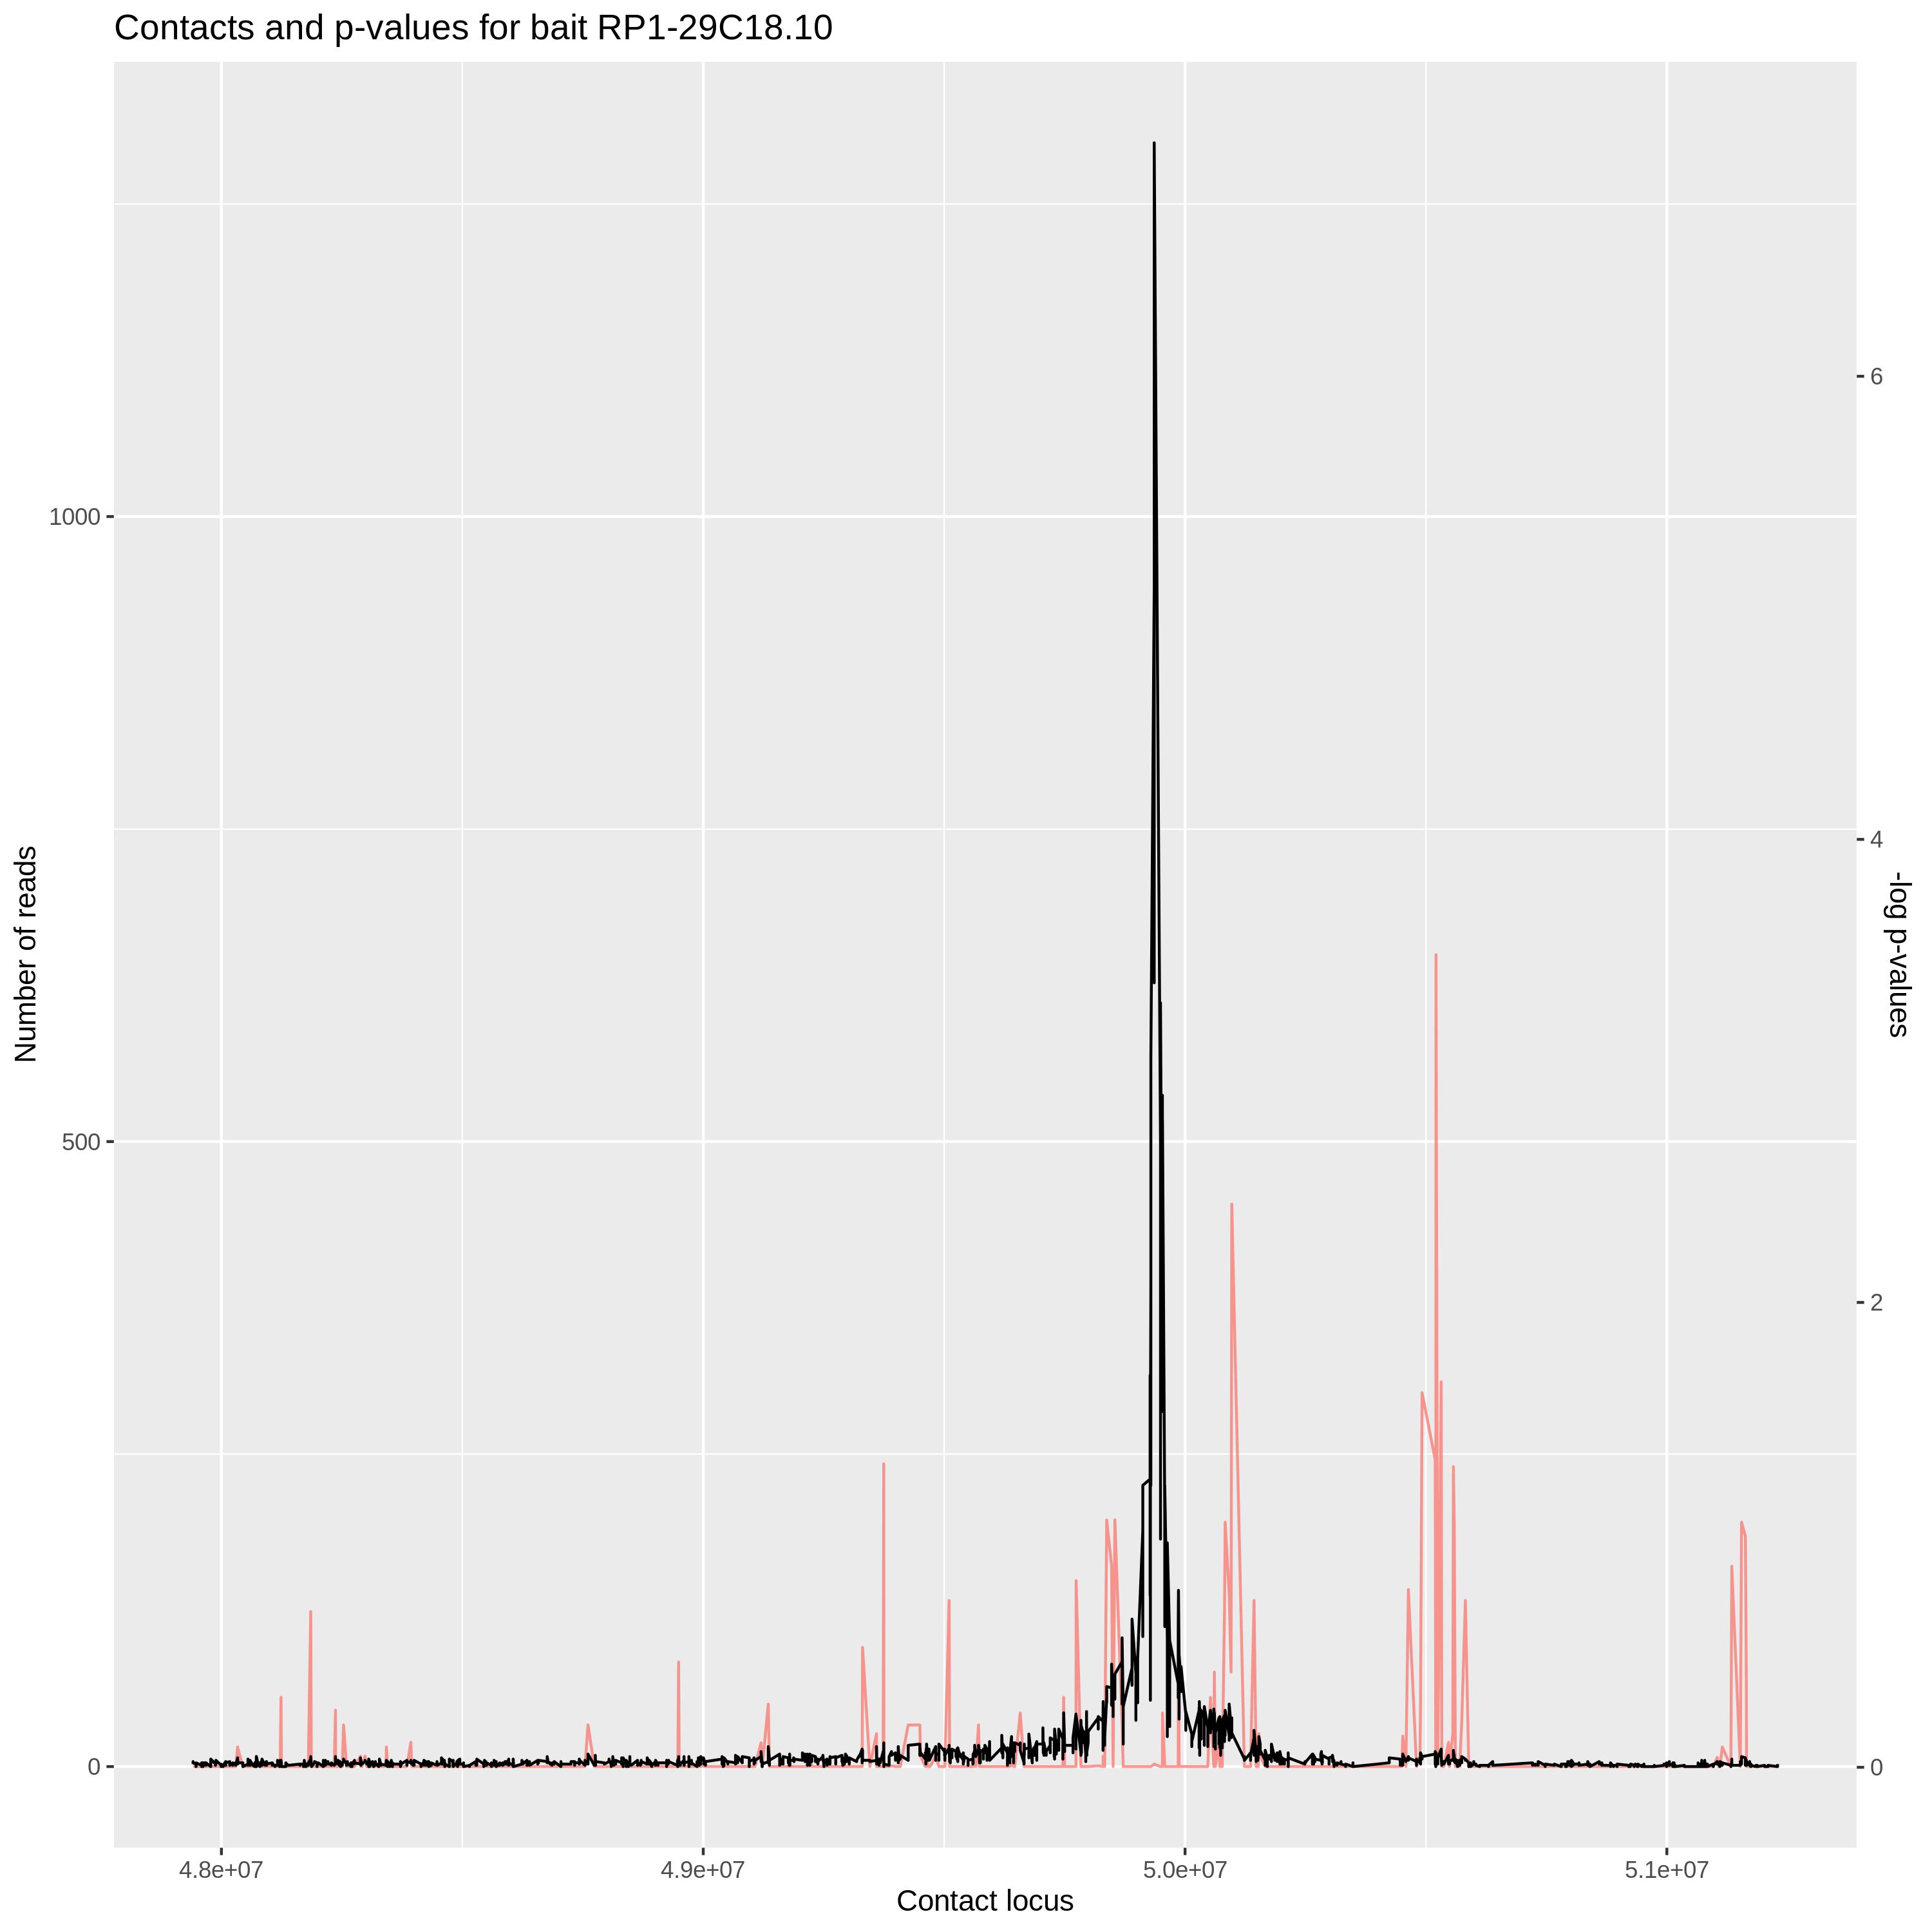 Contacts and p-values for bait RP1-29C18.10
Number of reads
1000
500
0
6
4
2
0
-log p-values
4.8e+07 4.9e+07 5.0e+07 5.1e+07
Contact locus